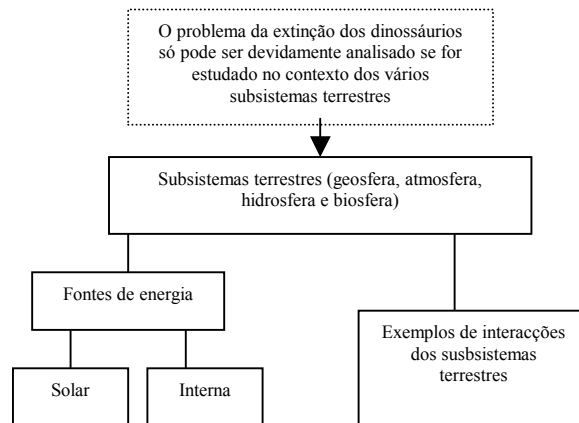 O problema da extinção dos dinossáurios
só pode ser devidamente analisado se for
estudado no contexto dos vários
subsistemas terrestres
Subsistemas terrestres (geosfera, atmosfera,
hidrosfera e biosfera)
Fontes de energia
Exemplos de interacções
dos susbsistemas
terrestres
Solar
Interna